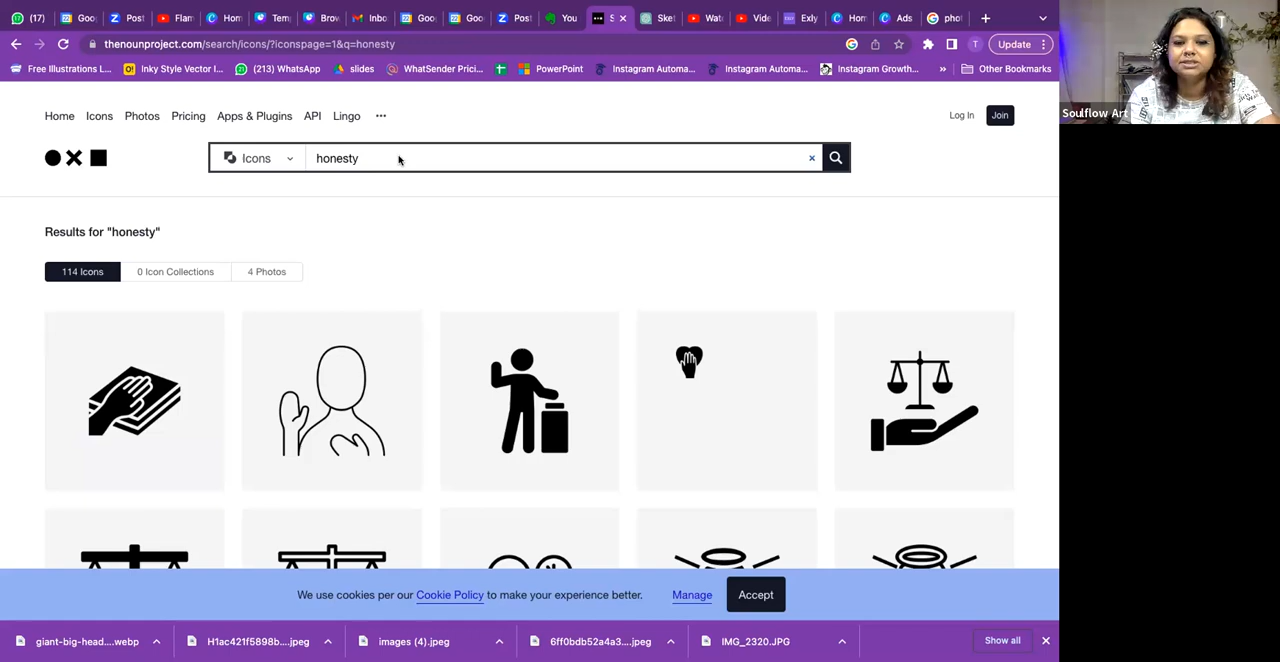 (17) Goo Post Flam Hom Temp Brow Inbo Goo Goo Post You S Sket Wat Vide Exly Hom Ads phot
thenounproject.com/search/icons/?iconspage=1&q=honesty T Update
Free Illustrations L... Inky Style Vector I... (213) WhatsApp slides WhatSender Prici... PowerPoint Instagram Automa... Instagram Automa... Instagram Growth... » Other Bookmarks
Soulflow Art
Home Icons Photos Pricing Apps & Plugins API Lingo ••• Log In Join
Icons honesty ×
Results for "honesty"
114 Icons 0 Icon Collections 4 Photos
We use cookies per our Cookie Policy to make your experience better. Manage Accept
giant-big-head....webp H1ac421f5898b....jpeg images (4).jpeg 6ff0bdb52a4a3....jpeg IMG_2320.JPG Show all